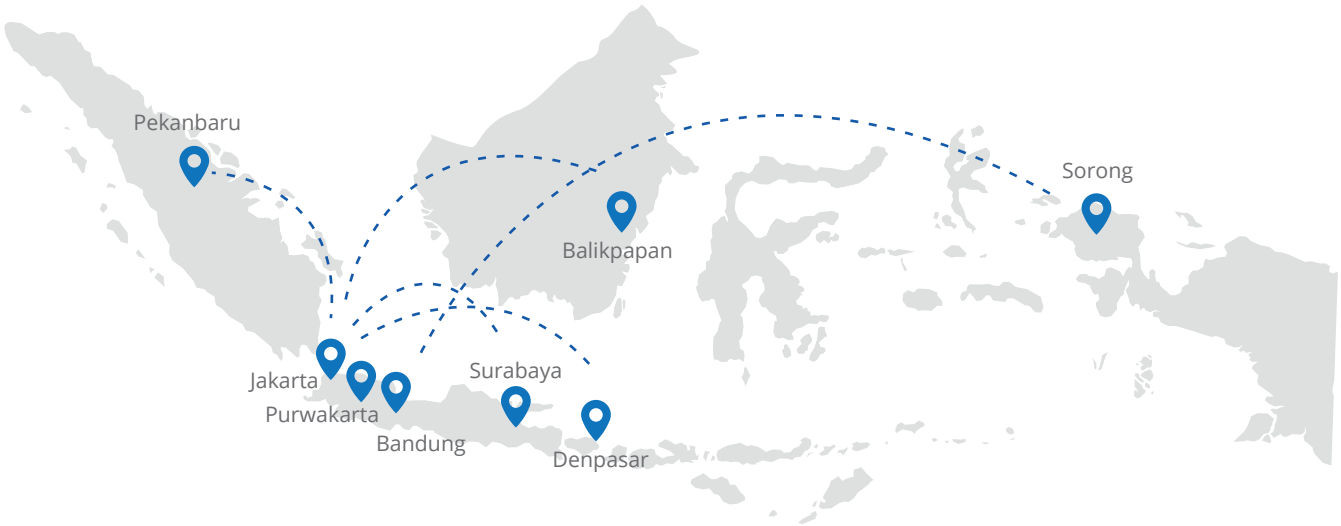 Pekanbaru
Sorong
Balikpapan
Surabaya
Jakarta
Purwakarta
Bandung
Denpasar